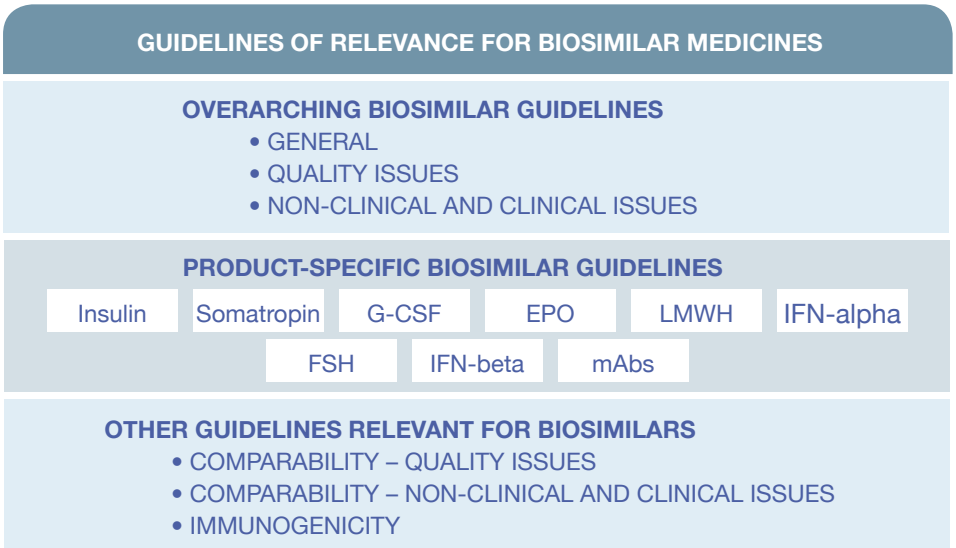 GUIDELINES OF RELEVANCE FOR BIOSIMILAR MEDICINES
OVERARCHING BIOSIMILAR GUIDELINES
• GENERAL
• QUALITY ISSUES
• NON-CLINICAL AND CLINICAL ISSUES
PRODUCT-SPECIFIC BIOSIMILAR GUIDELINES
Insulin Somatropin G-CSF EPO LMWH IFN-alpha
FSH IFN-beta mAbs
OTHER GUIDELINES RELEVANT FOR BIOSIMILARS
• COMPARABILITY – QUALITY ISSUES
• COMPARABILITY – NON-CLINICAL AND CLINICAL ISSUES
• IMMUNOGENICITY